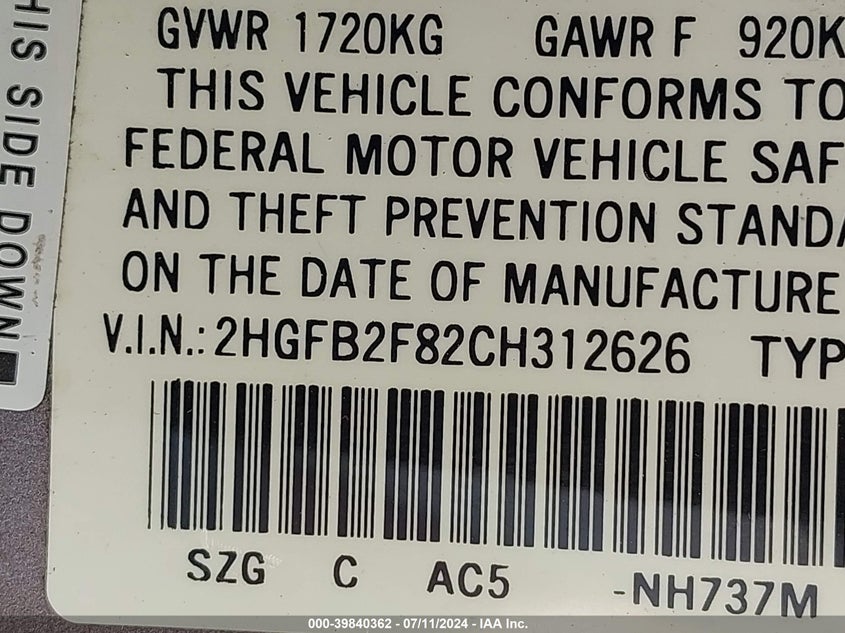 HIS SIDE DOWN
GVWR 1720KG GAWR F 920K
THIS VEHICLE CONFORMS TO
FEDERAL MOTOR VEHICLE SAF
AND THEFT PREVENTION STANDA
ON THE DATE OF MANUFACTURE
V.I.N.: 2HGFB2F82CH312626 TYP
SZG C AC5 -NH737M
000-39840362 - 07/11/2024 - IAA Inc.